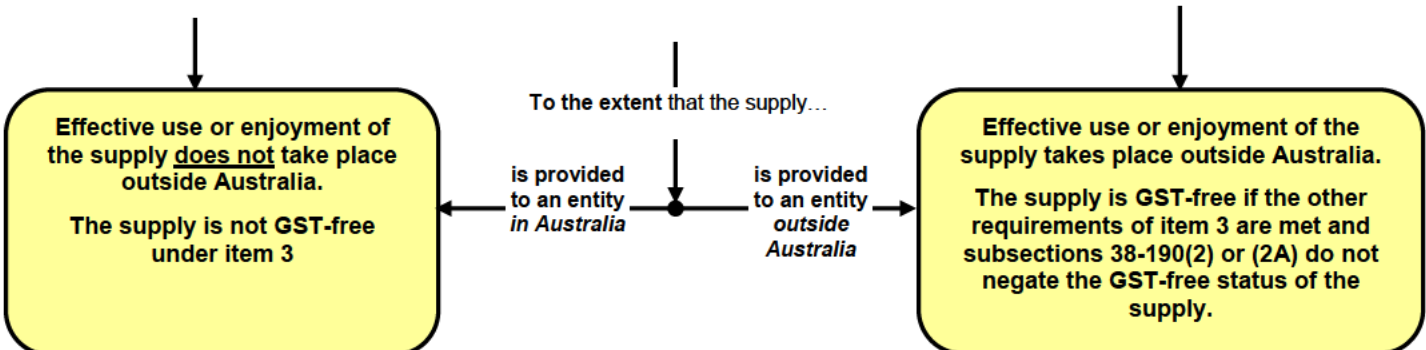 Effective use or enjoyment of
the supply does not take place
outside Australia.
The supply is not GST-free
under item 3
To the extent that the supply…
is provided
to an entity
in Australia
is provided
to an entity
outside
Australia
Effective use or enjoyment of the
supply takes place outside Australia.
The supply is GST-free if the other
requirements of item 3 are met and
subsections 38-190(2) or (2A) do not
negate the GST-free status of the
supply.